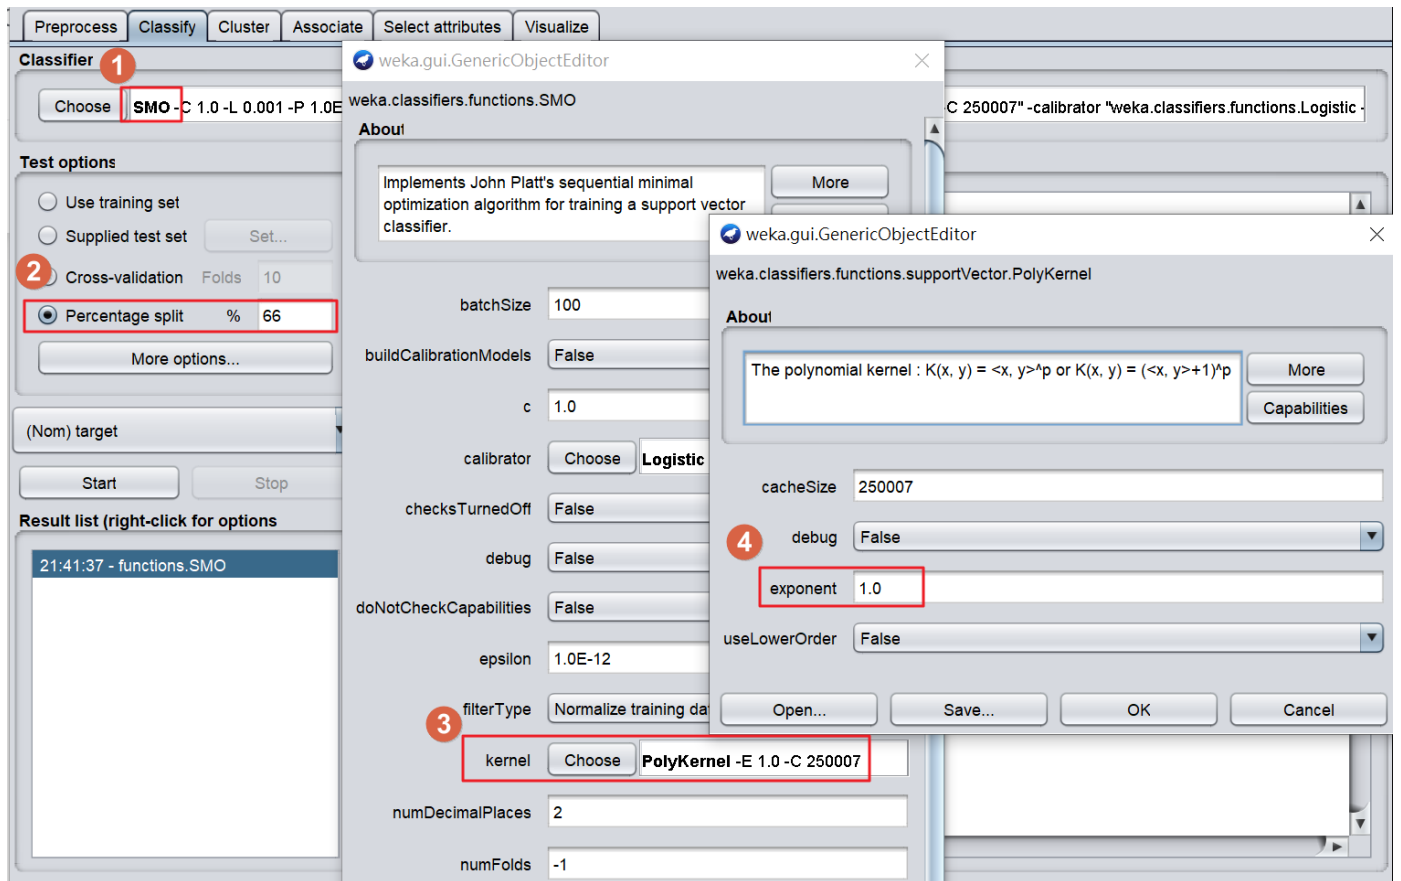 Preprocess Classify Cluster Associate Select attributes Visualize
Classifier
1
Choose SMO -C 1.0 -L 0.001 -P 1.0E
C 250007" -calibrator "weka.classifiers.functions.Logistic -
Test options
Use training set
Supplied test set Set...
2
Cross-validation Folds 10
Percentage split % 66
More options...
(Nom) target
Start Stop
Result list (right-click for options
21:41:37 - functions.SMO
weka.gui.GenericObjectEditor
weka.classifiers.functions.SMO
About
Implements John Platt's sequential minimal
optimization algorithm for training a support vector
classifier.
More
batchSize 100
buildCalibrationModels False
c 1.0
calibrator Choose Logistic
checksTurnedOff False
debug False
doNotCheckCapabilities False
epsilon 1.0E-12
filterType Normalize training da
3
kernel Choose PolyKernel -E 1.0 -C 250007
numDecimalPlaces 2
numFolds -1
weka.gui.GenericObjectEditor
weka.classifiers.functions.supportVector.PolyKernel
About
The polynomial kernel : K(x, y) = <x, y>^p or K(x, y) = (<x, y>+1)^p
More
Capabilities
cacheSize 250007
4
debug False
exponent 1.0
useLowerOrder False
Open... Save... OK Cancel